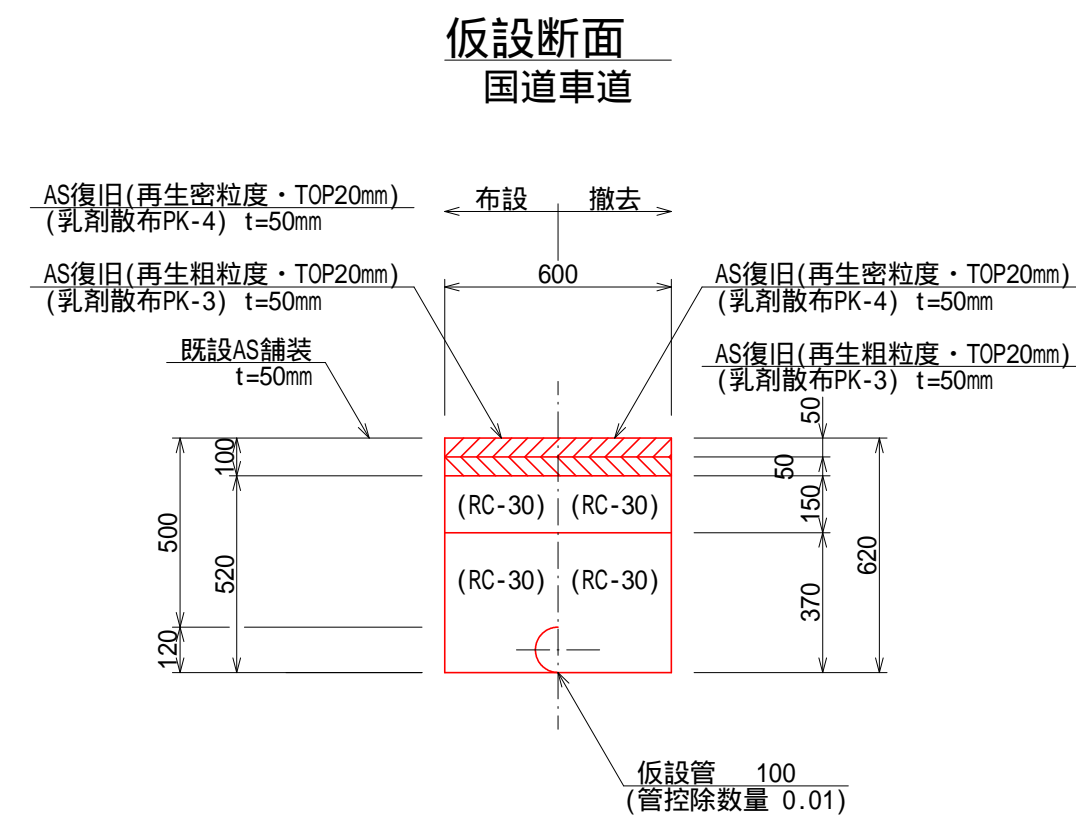 仮設断面
国道車道
AS復旧(再生密粒度・TOP20mm)
(乳剤散布PK-4) t=50mm
布設
撤去
AS復旧(再生粗粒度・TOP20mm)
(乳剤散布PK-3) t=50mm
600
AS復旧(再生密粒度・TOP20mm)
(乳剤散布PK-4) t=50mm
既設AS舗装
t=50mm
AS復旧(再生粗粒度・TOP20mm)
(乳剤散布PK-3) t=50mm
50
100
50
(RC-30)
(RC-30)
150
500
520
620
(RC-30)
(RC-30)
370
120
仮設管 100
(管控除数量 0.01)